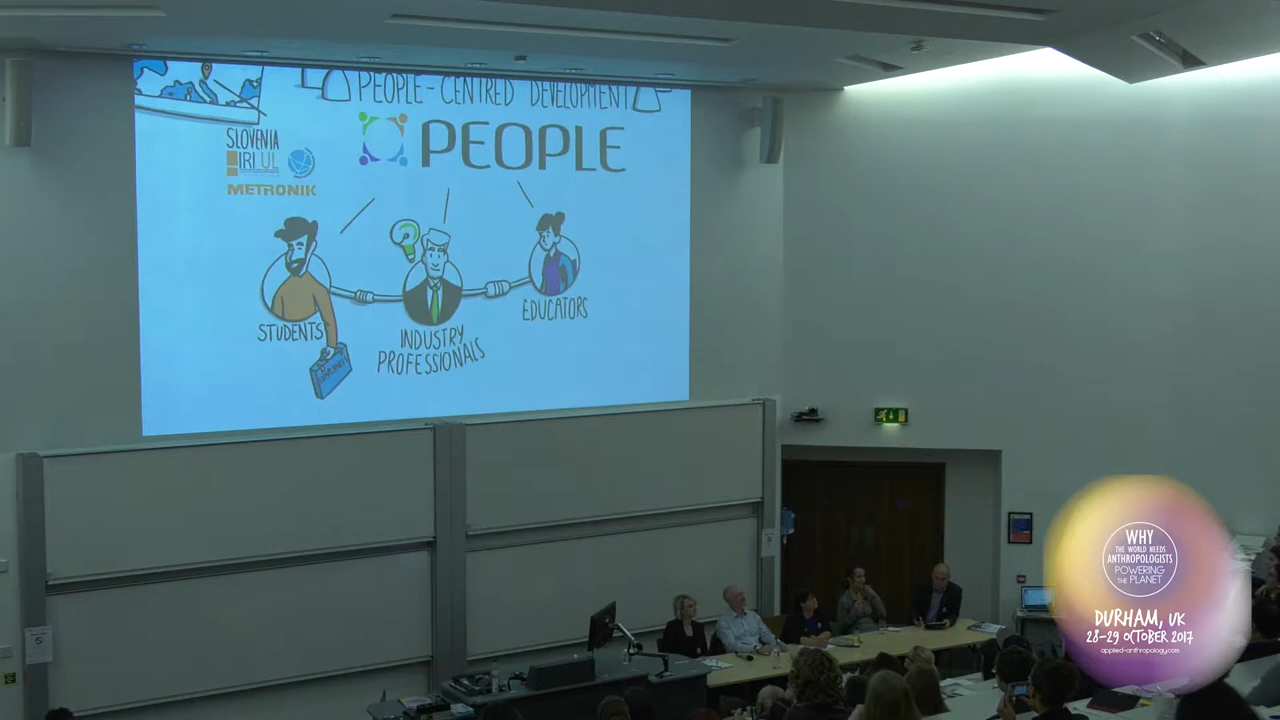 PEOPLE-CENTRED DEVELOPMENT
PEOPLE
SLOVENIA
IRI UL
METRONIK
STUDENTS
INDUSTRY
PROFESSIONALS
EDUCATORS
WHY
THE WORLD NEEDS
ANTHROPOLOGISTS
POWERING
THE PLANET
DURHAM, UK
28-29 OCTOBER 2017
applied-anthropology.com